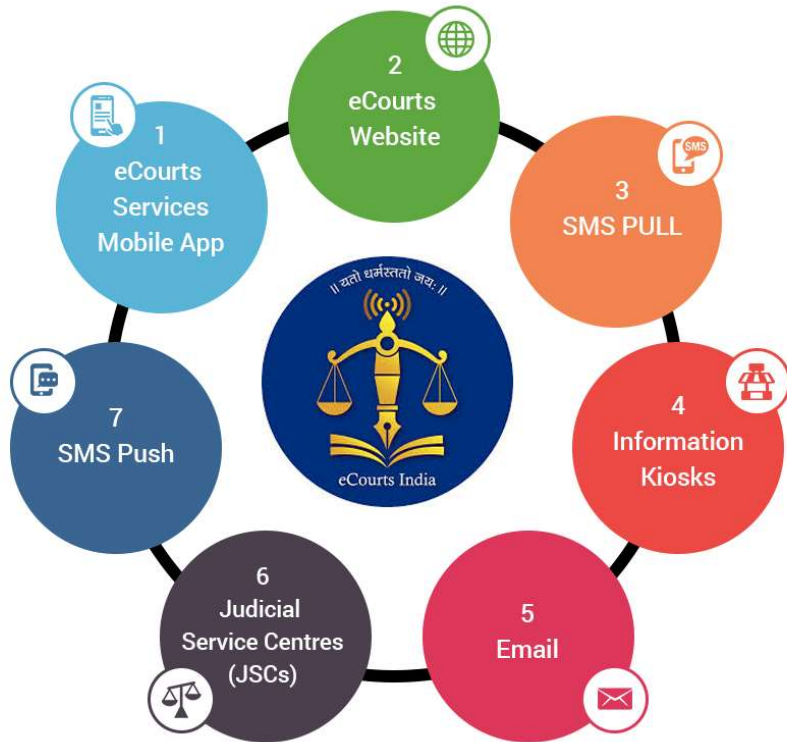 1
eCourts
Services
Mobile App
2
eCourts
Website
3
SMS PULL
SMS
4
Information
Kiosks
5
Email
6
Judicial
Service Centres
(JSCs)
7
SMS Push
॥ यतो धर्मस्ततो जय: ॥
eCourts India